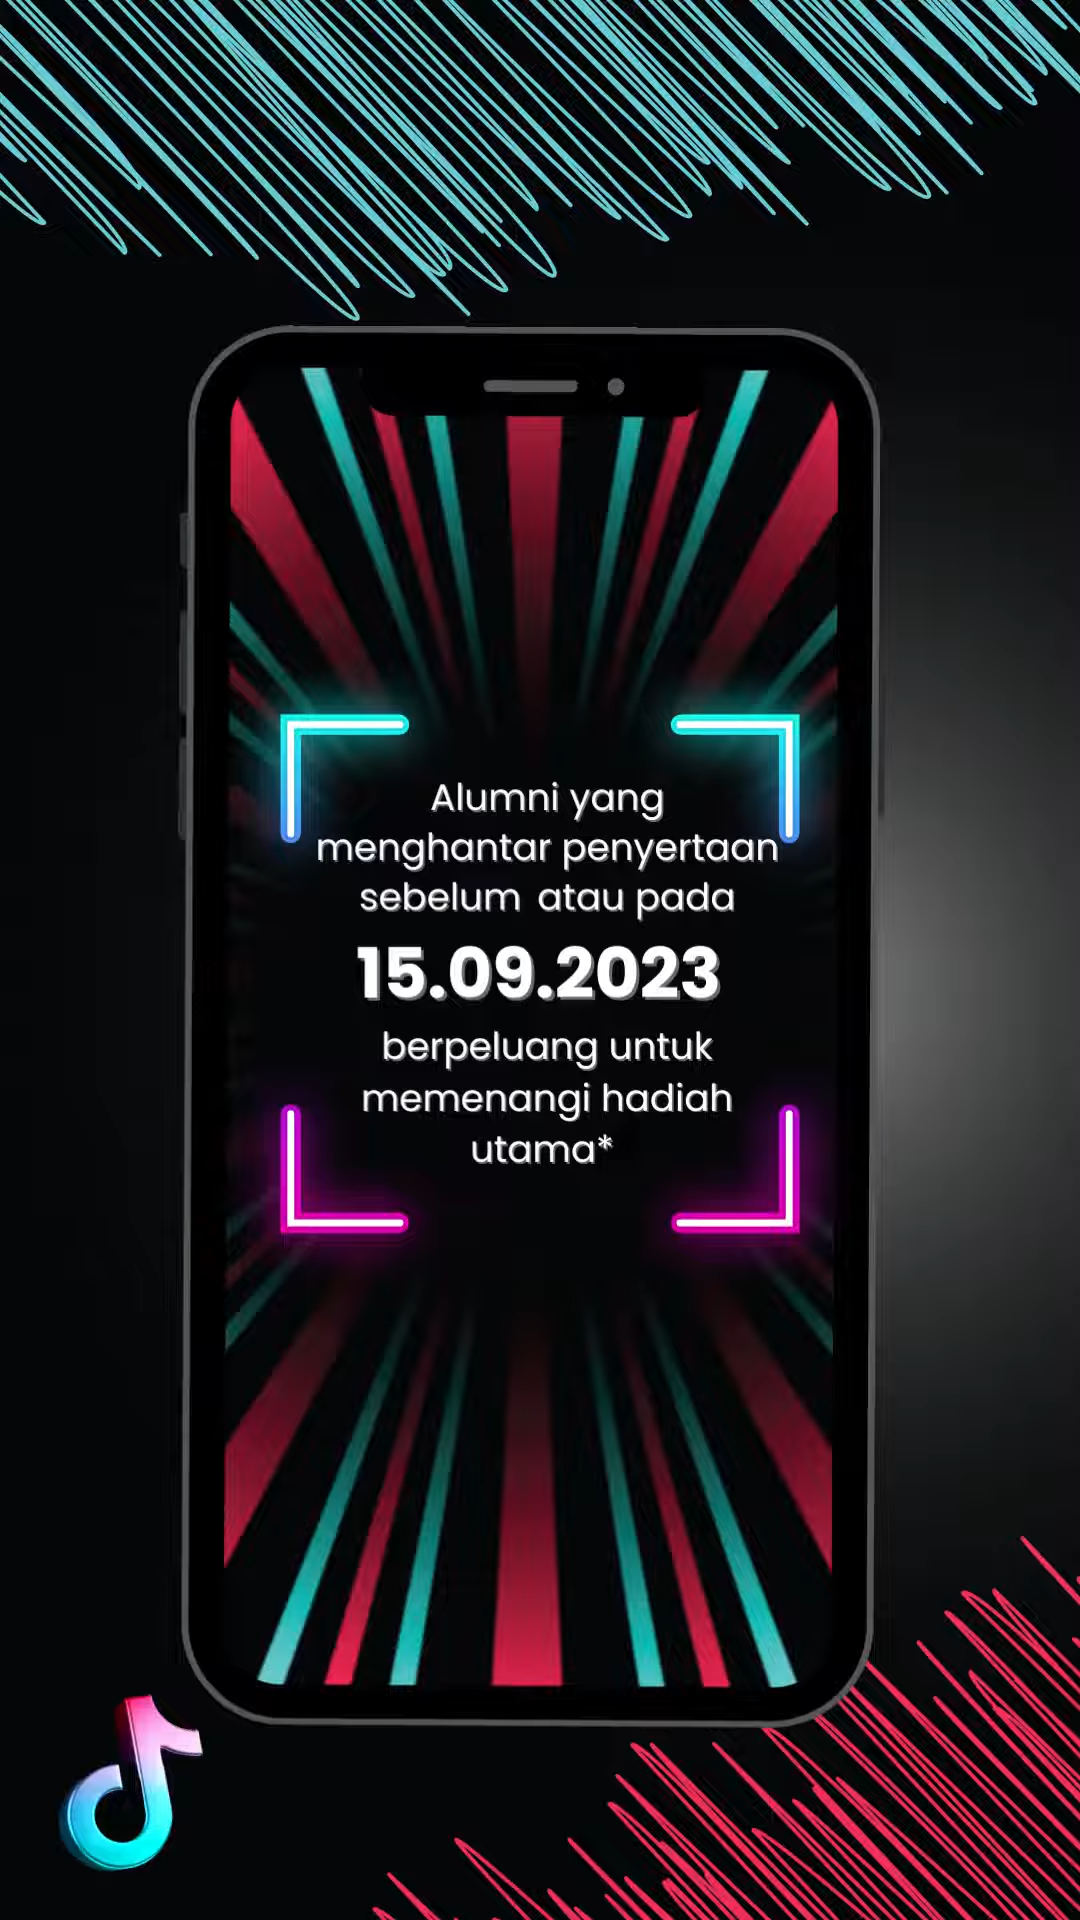 Alumni yang
menghantar penyertaan
sebelum atau pada
15.09.2023
berpeluang untuk
memenangi hadiah
utama*